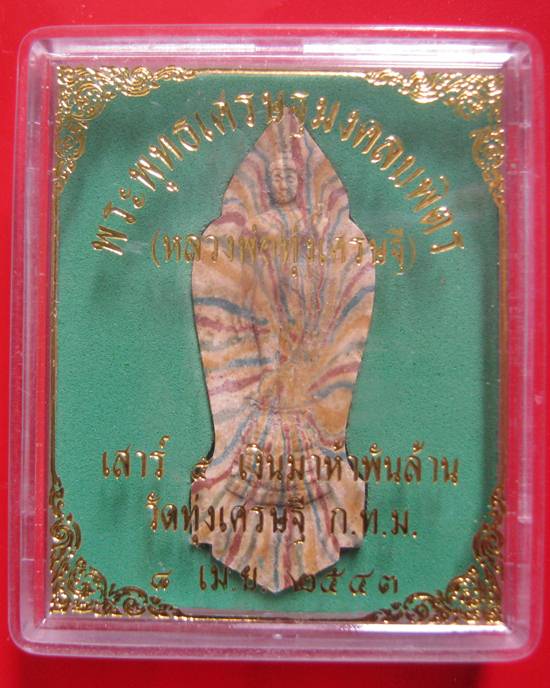 พระพุทธเศรษฐีมงคลบพิตร
(หลวงพ่อทุ่งเศรษฐี)
เสาร์ ๕ เงินมาห้าพันล้าน
วัดทุ่งเศรษฐี ก.ท.ม.
๘ เม.ย. ๒๕๔๓